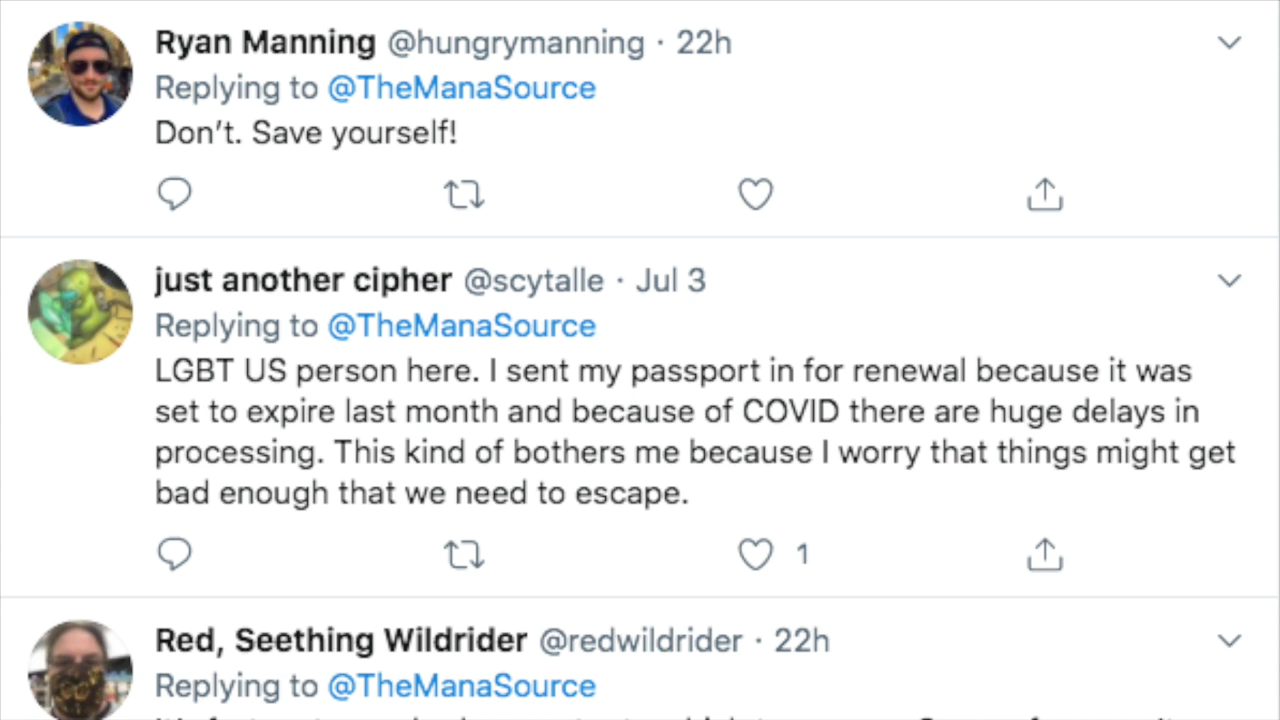 Ryan Manning @hungrymanning · 22h
Replying to @TheManaSource
Don’t. Save yourself!
just another cipher @scytalle · Jul 3
Replying to @TheManaSource
LGBT US person here. I sent my passport in for renewal because it was
set to expire last month and because of COVID there are huge delays in
processing. This kind of bothers me because I worry that things might get
bad enough that we need to escape.
1
Red, Seething Wildrider @redwildrider · 22h
Replying to @TheManaSource